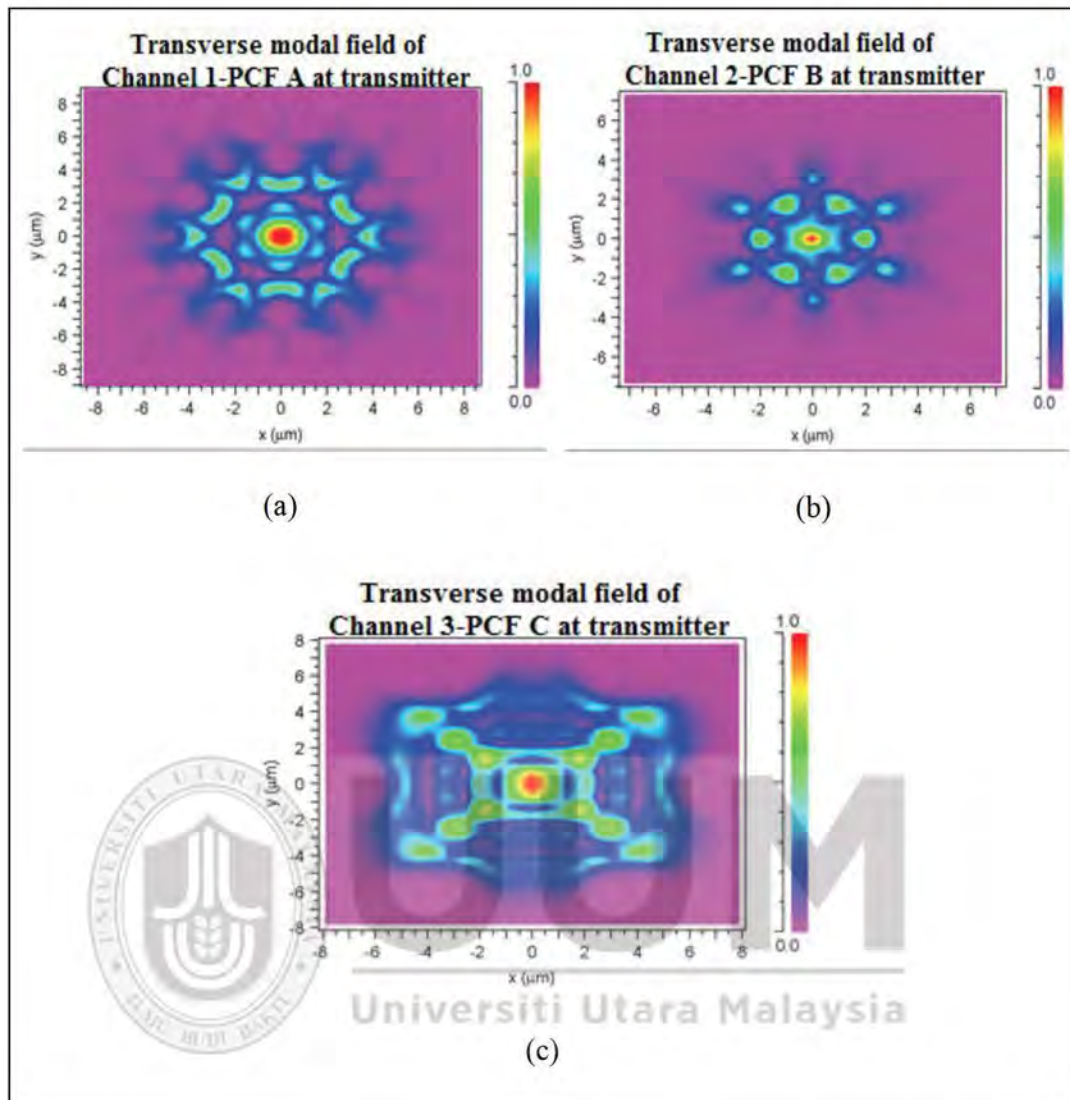 Transverse modal field of
Channel 1-PCF A at transmitter
1.0
8
6
4
2
0
-2
-4
-6
-8
y (μm)
0.0
-8 -6 -4 -2 0 2 4 6 8
x (μm)
(a)
Transverse modal field of
Channel 2-PCF B at transmitter
1.0
6
4
2
0
-2
-4
-6
y (μm)
0.0
-6 -4 -2 0 2 4 6
x (μm)
(b)
Transverse modal field of
Channel 3-PCF C at transmitter
1.0
8
6
4
2
0
-2
-4
-6
-8
y (μm)
0.0
-8 -6 -4 -2 0 2 4 6 8
x (μm)
UNIVERSITI UTARA
ILMU BUDI BAKTI
UUM
Universiti Utara Malaysia
(c)